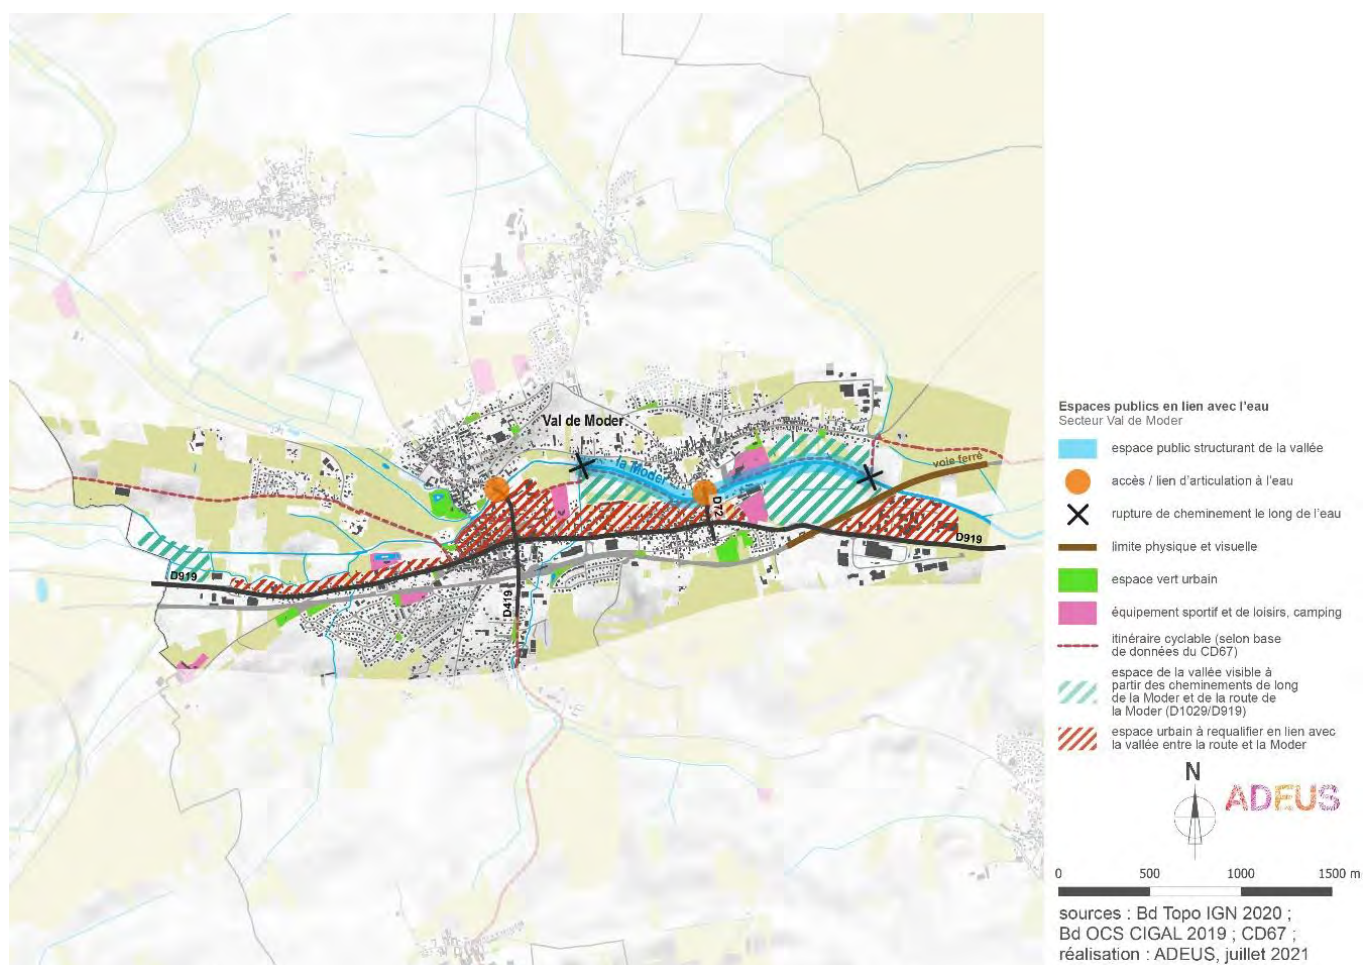 Val de Moder
la Moder
voie ferré
D72
D919
D919
D419
Espaces publics en lien avec l'eau
Secteur Val de Moder
espace public structurant de la vallée
accès / lien d'articulation à l'eau
rupture de cheminement le long de l'eau
limite physique et visuelle
espace vert urbain
équipement sportif et de loisirs, camping
itinéraire cyclable (selon base
de données du CD67)
espace de la vallée visible à
partir des cheminements de long
de la Moder et de la route de
la Moder (D1029/D919)
espace urbain à requalifier en lien avec
la vallée entre la route et la Moder
N
ADEUS
0 500 1000 1500 m
sources : Bd Topo IGN 2020 ;
Bd OCS CIGAL 2019 ; CD67 ;
réalisation : ADEUS, juillet 2021